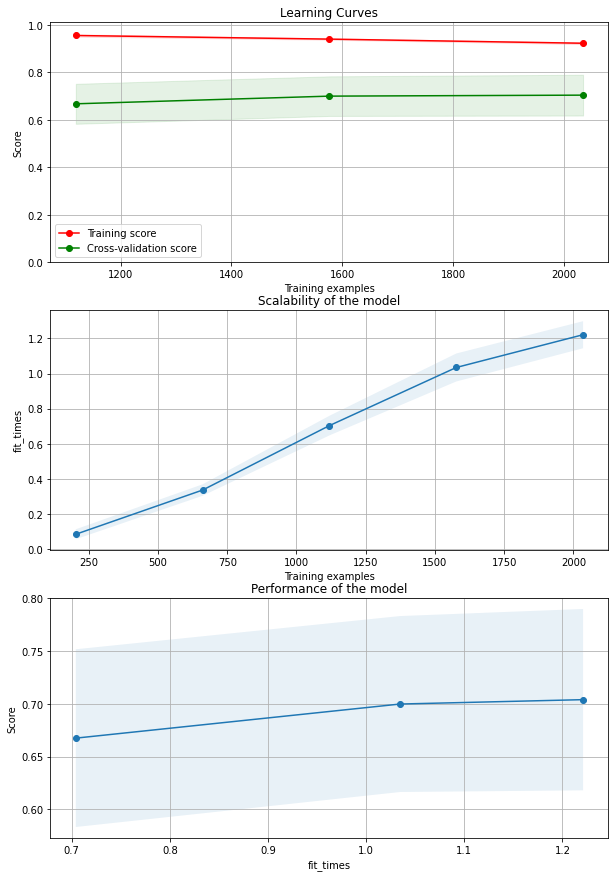 Learning Curves
1.0
0.8
0.6
0.4
0.2
0.0
Score
Training score
Cross-validation score
1200 1400 1600 1800 2000
Training examples
Scalability of the model
1.2
1.0
0.8
0.6
0.4
0.2
0.0
fit_times
250 500 750 1000 1250 1500 1750 2000
Training examples
Performance of the model
0.80
0.75
0.70
0.65
0.60
Score
0.7 0.8 0.9 1.0 1.1 1.2
fit_times